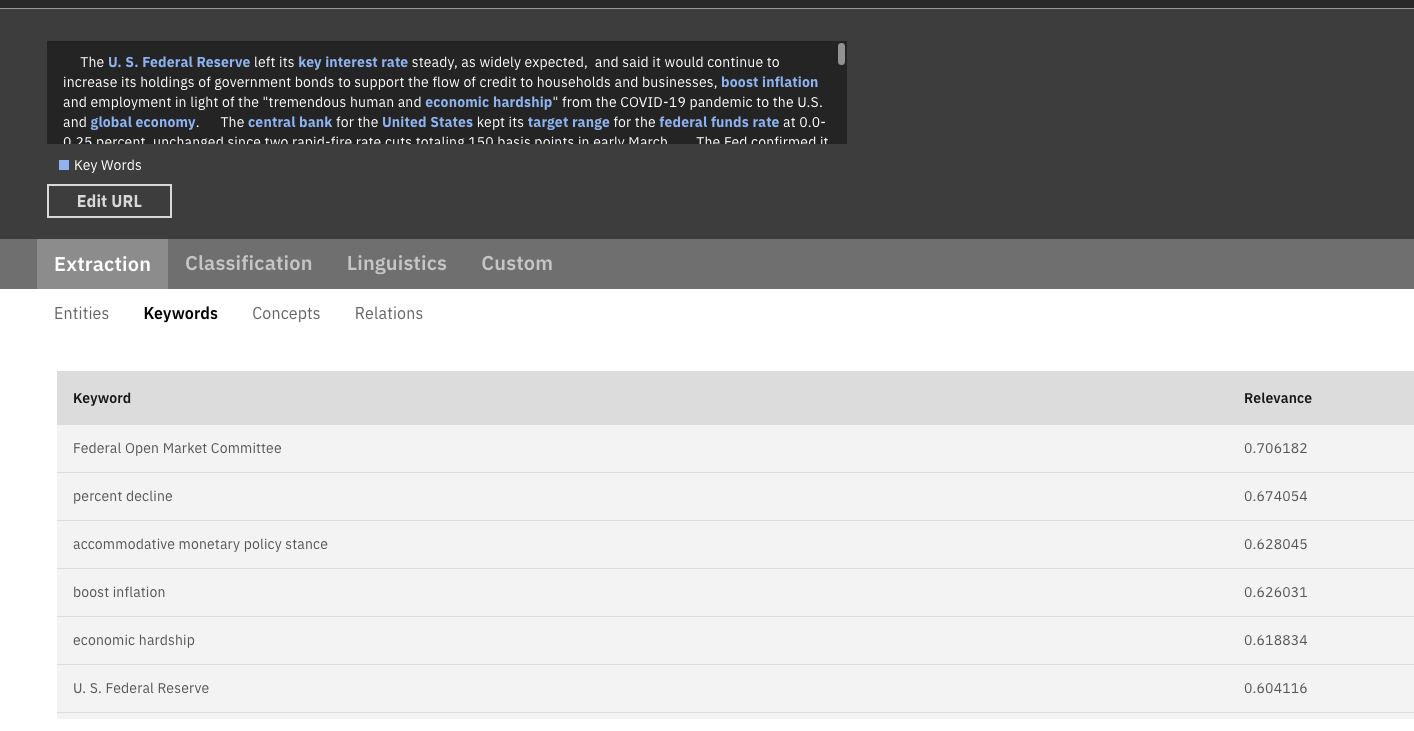 The U. S. Federal Reserve left its key interest rate steady, as widely expected, and said it would continue to
increase its holdings of government bonds to support the flow of credit to households and businesses, boost inflation
and employment in light of the "tremendous human and economic hardship" from the COVID-19 pandemic to the U.S.
and global economy. The central bank for the United States kept its target range for the federal funds rate at 0.0-
0.25 percent, unchanged since two rapid-fire rate cuts totaling 150 basis points in early March. The Fed confirmed it
Key Words
Edit URL
Extraction Classification Linguistics Custom
Entities Keywords Concepts Relations
Keyword Relevance
Federal Open Market Committee 0.706182
percent decline 0.674054
accommodative monetary policy stance 0.628045
boost inflation 0.626031
economic hardship 0.618834
U. S. Federal Reserve 0.604116